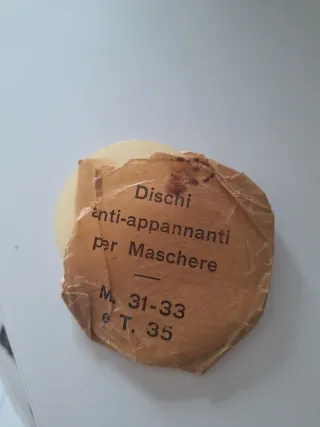 Dischi
anti-appannanti
per Maschere
—
M. 31-33
e T. 35